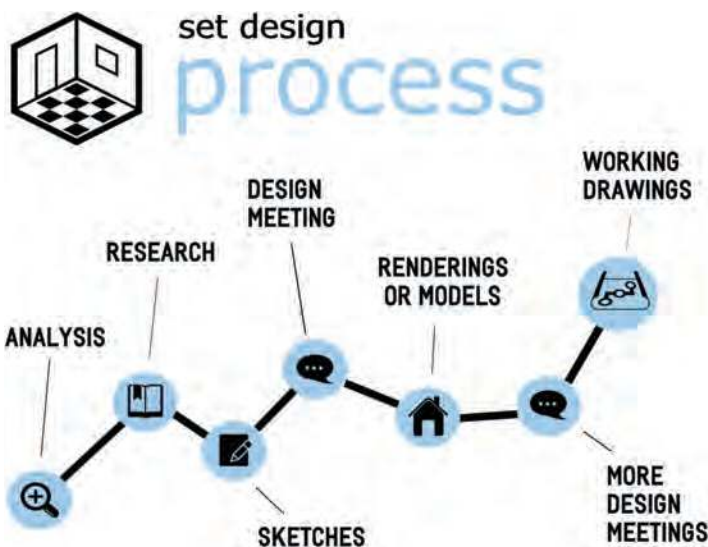 set design
process
ANALYSIS
RESEARCH
SKETCHES
DESIGN
MEETING
RENDERINGS
OR MODELS
MORE
DESIGN
MEETINGS
WORKING
DRAWINGS